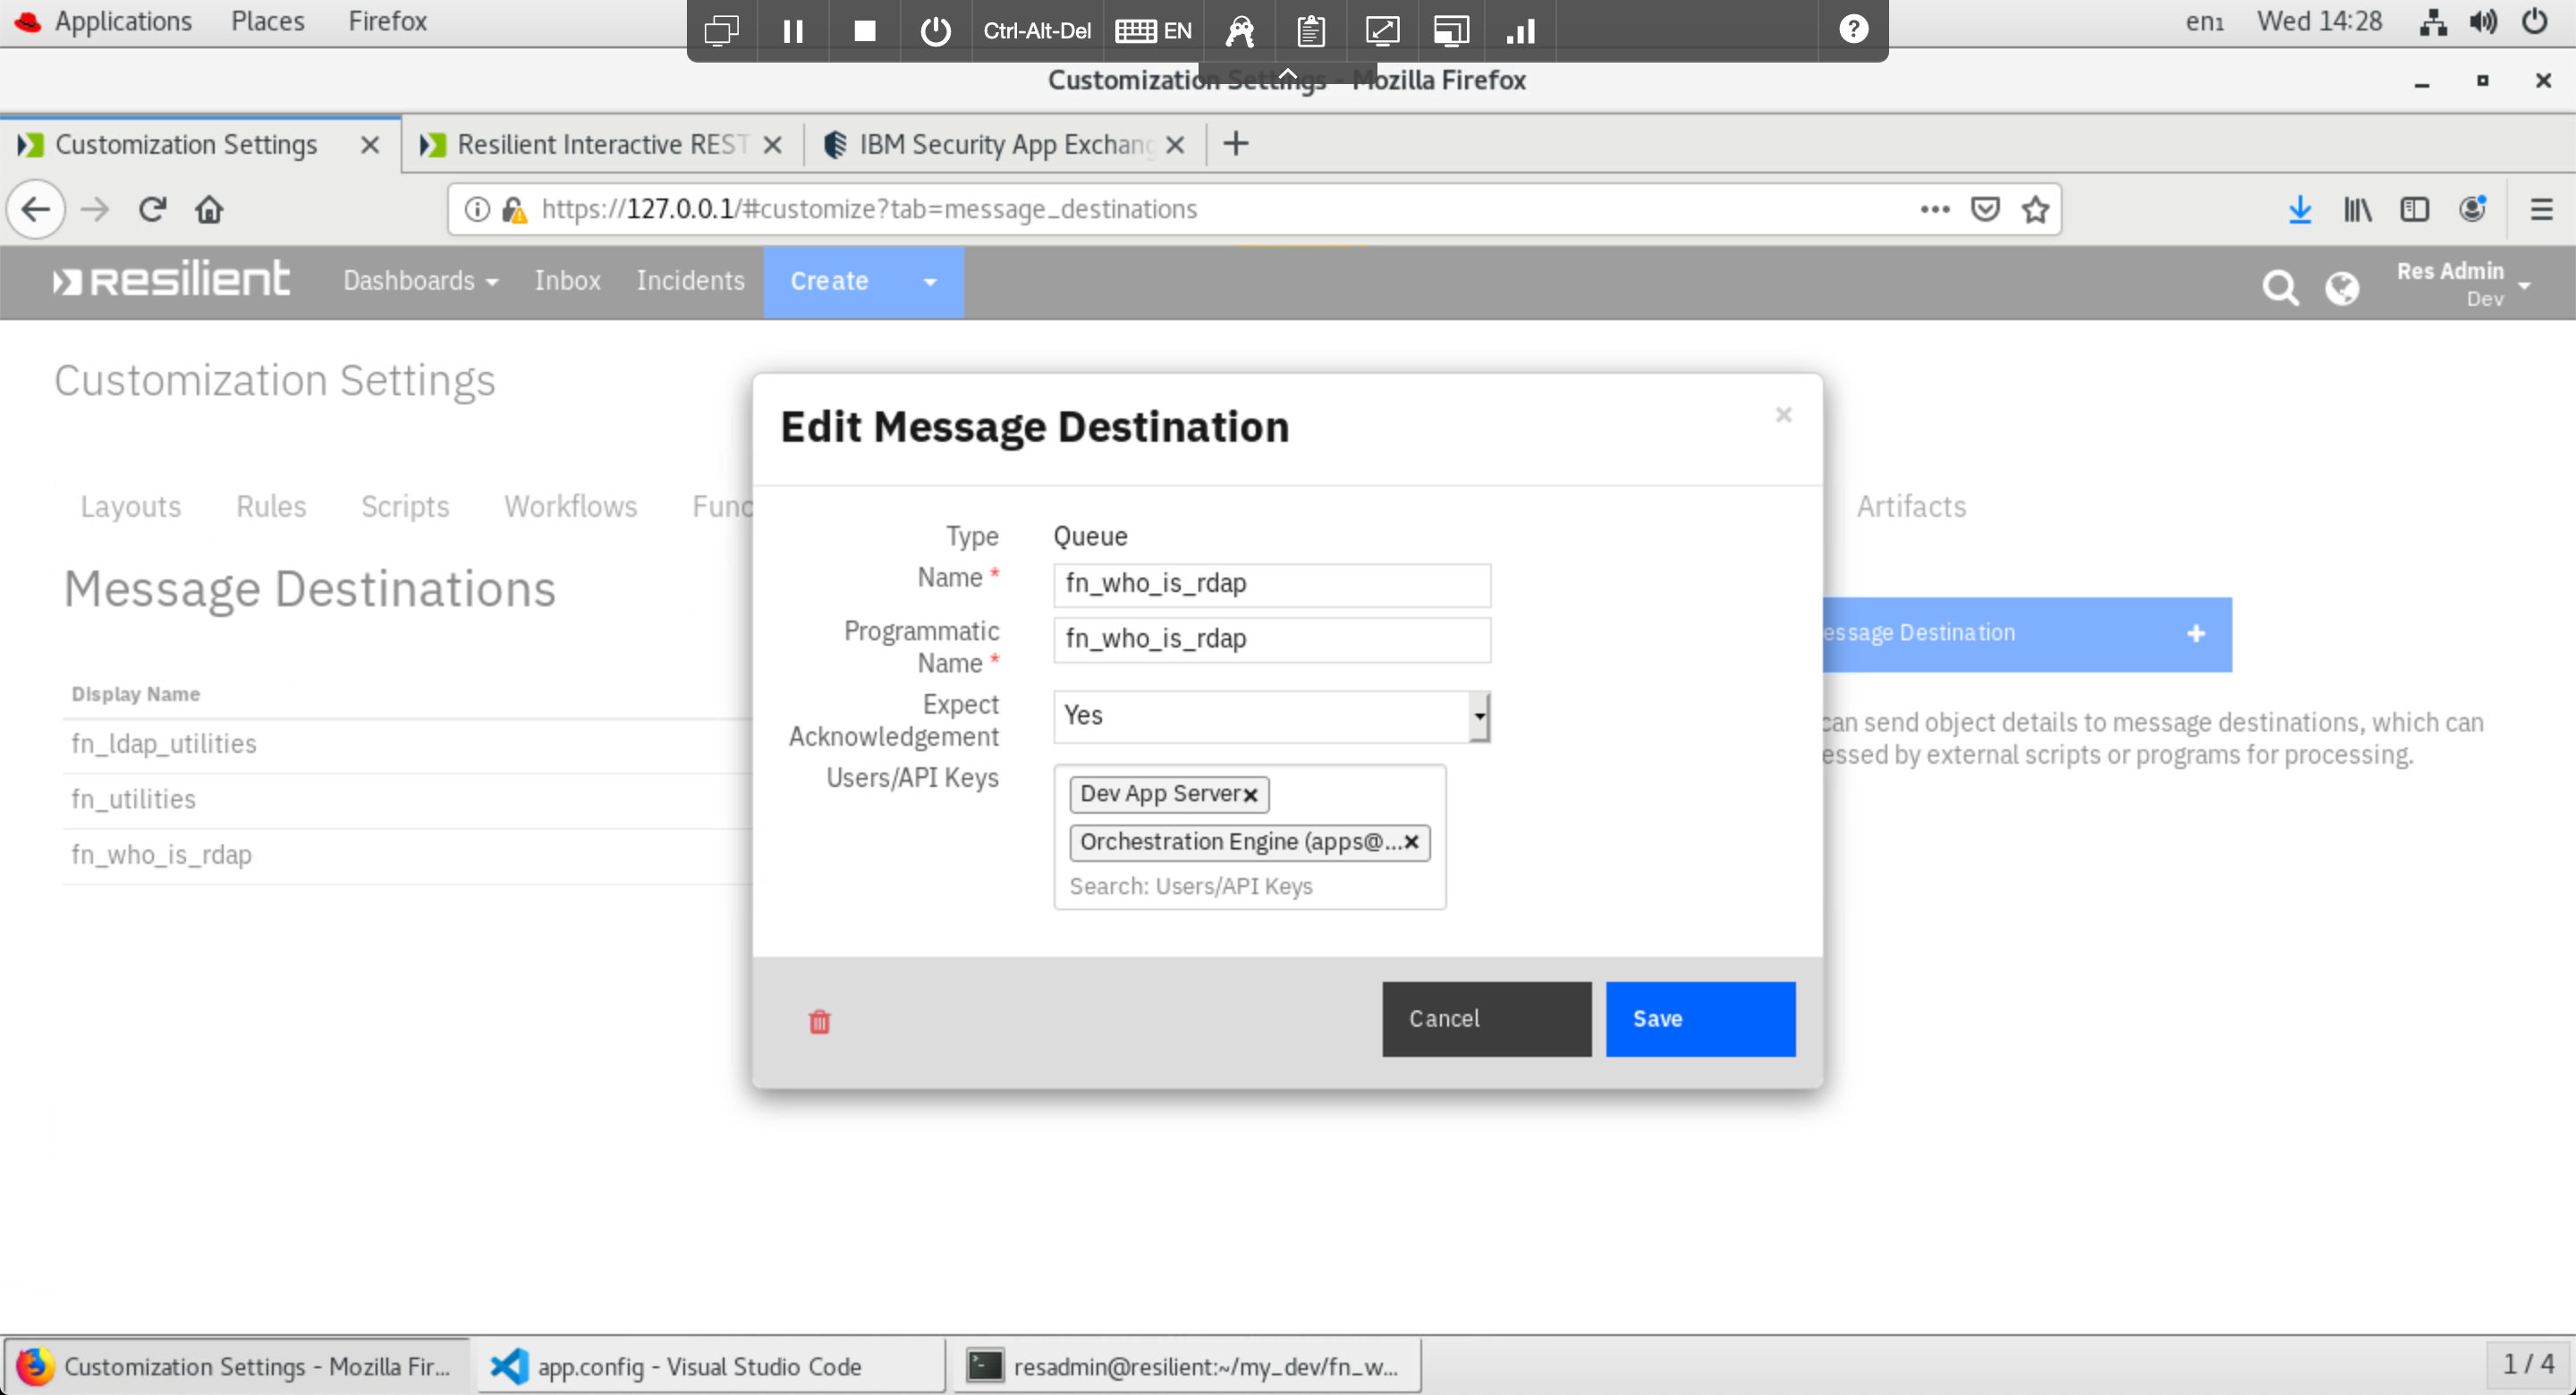 Applications Places Firefox
Ctrl-Alt-Del EN
en₁ Wed 14:28
Customization Settings - Mozilla Firefox
Customization Settings
Resilient Interactive REST
IBM Security App Exchang
https://127.0.0.1/#customize?tab=message_destinations
resilient Dashboards Inbox Incidents Create
Res Admin
Dev
Customization Settings
Layouts Rules Scripts Workflows Func
Artifacts
Message Destinations
Display Name
fn_ldap_utilities
fn_utilities
fn_who_is_rdap
Edit Message Destination
Type Queue
Name * fn_who_is_rdap
Programmatic
Name * fn_who_is_rdap
Expect
Acknowledgement Yes
Users/API Keys
Dev App Server
Orchestration Engine (apps@...
Search: Users/API Keys
Cancel Save
essage Destination +
can send object details to message destinations, which can
essed by external scripts or programs for processing.
Customization Settings - Mozilla Fir...
app.config - Visual Studio Code
resadmin@resilient:~/my_dev/fn_w...
1 / 4